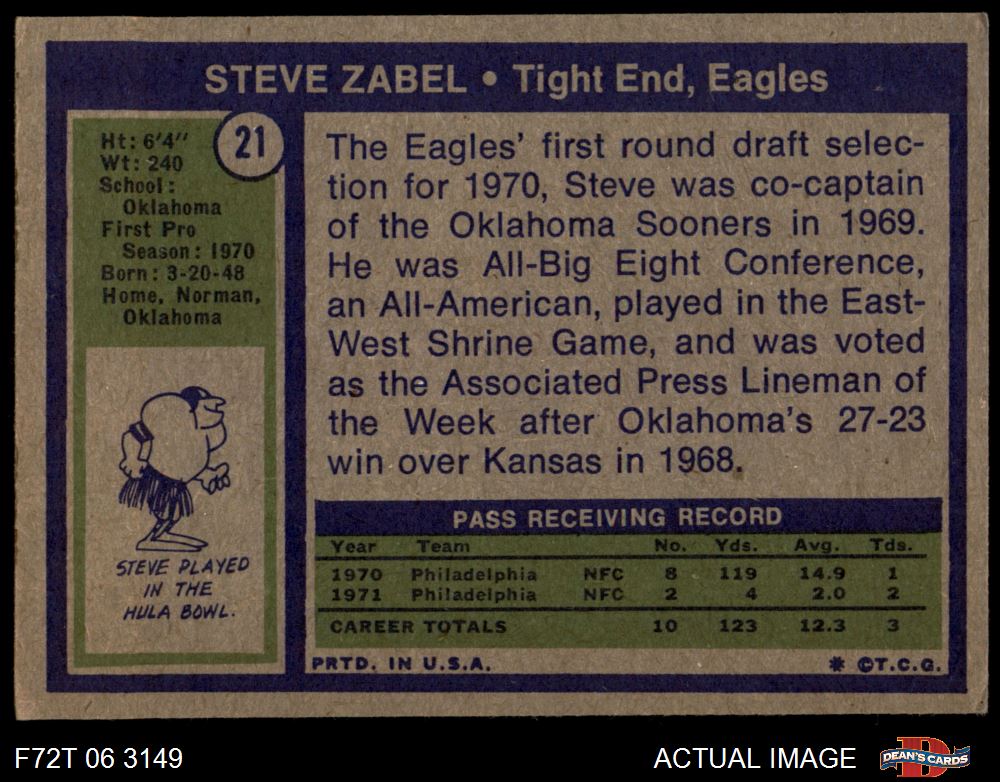 STEVE ZABEL • Tight End, Eagles
21
Ht: 6'4"
Wt: 240
School:
Oklahoma
First Pro
Season: 1970
Born: 3-20-48
Home, Norman,
Oklahoma
STEVE PLAYED
IN THE
HULA BOWL.
The Eagles' first round draft selec-
tion for 1970, Steve was co-captain
of the Oklahoma Sooners in 1969.
He was All-Big Eight Conference,
an All-American, played in the East-
West Shrine Game, and was voted
as the Associated Press Lineman of
the Week after Oklahoma's 27-23
win over Kansas in 1968.
PASS RECEIVING RECORD
Year Team No. Yds. Avg. Tds.
1970 Philadelphia NFC 8 119 14.9 1
1971 Philadelphia NFC 2 4 2.0 2
CAREER TOTALS 10 123 12.3 3
PRTD. IN U.S.A. * ©T.C.G.
F72T 06 3149 ACTUAL IMAGE DEAN'S CARDS